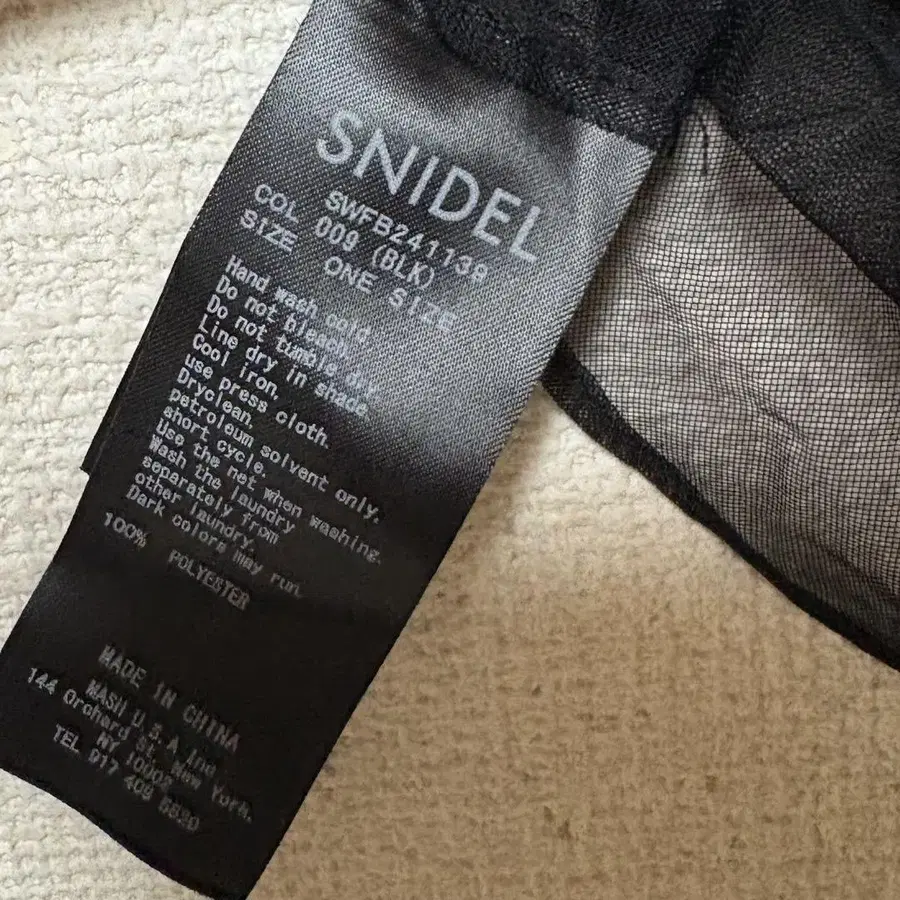 SNIDEL
SWFB241139
COL 009 (BLK)
SIZE ONE SIZE
Hand wash cold.
Do not bleach.
Do not tumble dry.
Line dry in shade.
Cool iron,
use press cloth.
Dryclean,
petroleum solvent only,
short cycle.
Use the net when washing.
Wash the laundry
separately from
other laundry.
Dark colors may run.
100% POLYESTER
MADE IN CHINA
MASH U.S.A. Inc
144 Orchard St. New York,
NY 10002
TEL 917 409